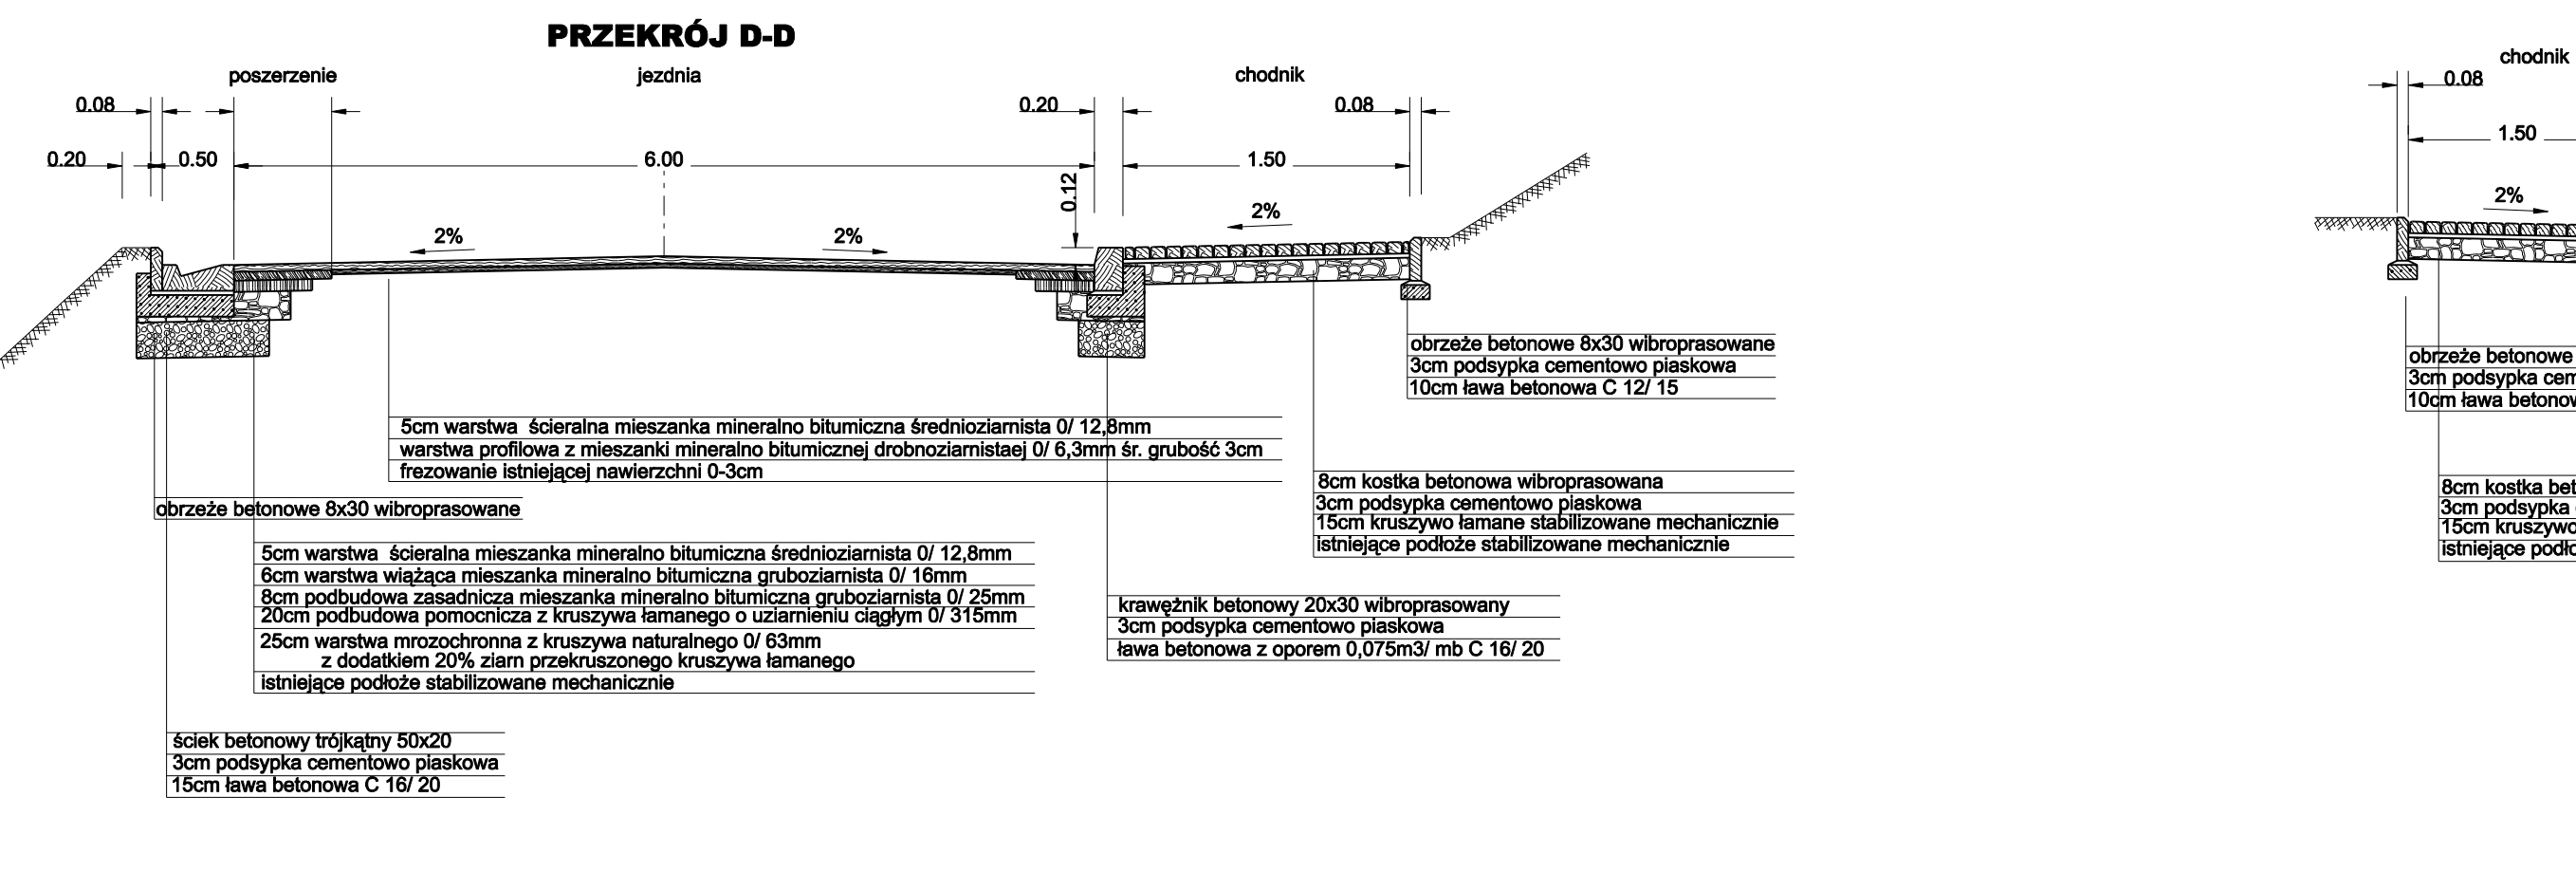 PRZEKRÓJ D-D
poszerzenie
jezdnia
chodnik
0.08
0.20
0.08
0.20
0.50
6.00
1.50
0.12
2%
2%
2%
obrzeże betonowe 8x30 wibroprasowane
3cm podsypka cementowo piaskowa
10cm ława betonowa C 12/ 15
5cm warstwa ścieralna mieszanka mineralno bitumiczna średnioziarnista 0/ 12,8mm
warstwa profilowa z mieszanki mineralno bitumicznej drobnoziarnistaej 0/ 6,3mm śr. grubość 3cm
frezowanie istniejącej nawierzchni 0-3cm
8cm kostka betonowa wibroprasowana
3cm podsypka cementowo piaskowa
15cm kruszywo łamane stabilizowane mechanicznie
istniejące podłoże stabilizowane mechanicznie
obrzeże betonowe 8x30 wibroprasowane
5cm warstwa ścieralna mieszanka mineralno bitumiczna średnioziarnista 0/ 12,8mm
6cm warstwa wiążąca mieszanka mineralno bitumiczna gruboziarnista 0/ 16mm
8cm podbudowa zasadnicza mieszanka mineralno bitumiczna gruboziarnista 0/ 25mm
20cm podbudowa pomocnicza z kruszywa łamanego o uziarnieniu ciągłym 0/ 315mm
25cm warstwa mrozochronna z kruszywa naturalnego 0/ 63mm
z dodatkiem 20% ziarn przekruszonego kruszywa łamanego
istniejące podłoże stabilizowane mechanicznie
krawężnik betonowy 20x30 wibroprasowany
3cm podsypka cementowo piaskowa
ława betonowa z oporem 0,075m3/ mb C 16/ 20
ściek betonowy trójkątny 50x20
3cm podsypka cementowo piaskowa
15cm ława betonowa C 16/ 20
chodnik
0.08
1.50
2%
obrzeże betonowe
3cm podsypka cem
10cm ława betonow
8cm kostka bet
3cm podsypka
15cm kruszywo
istniejące podło